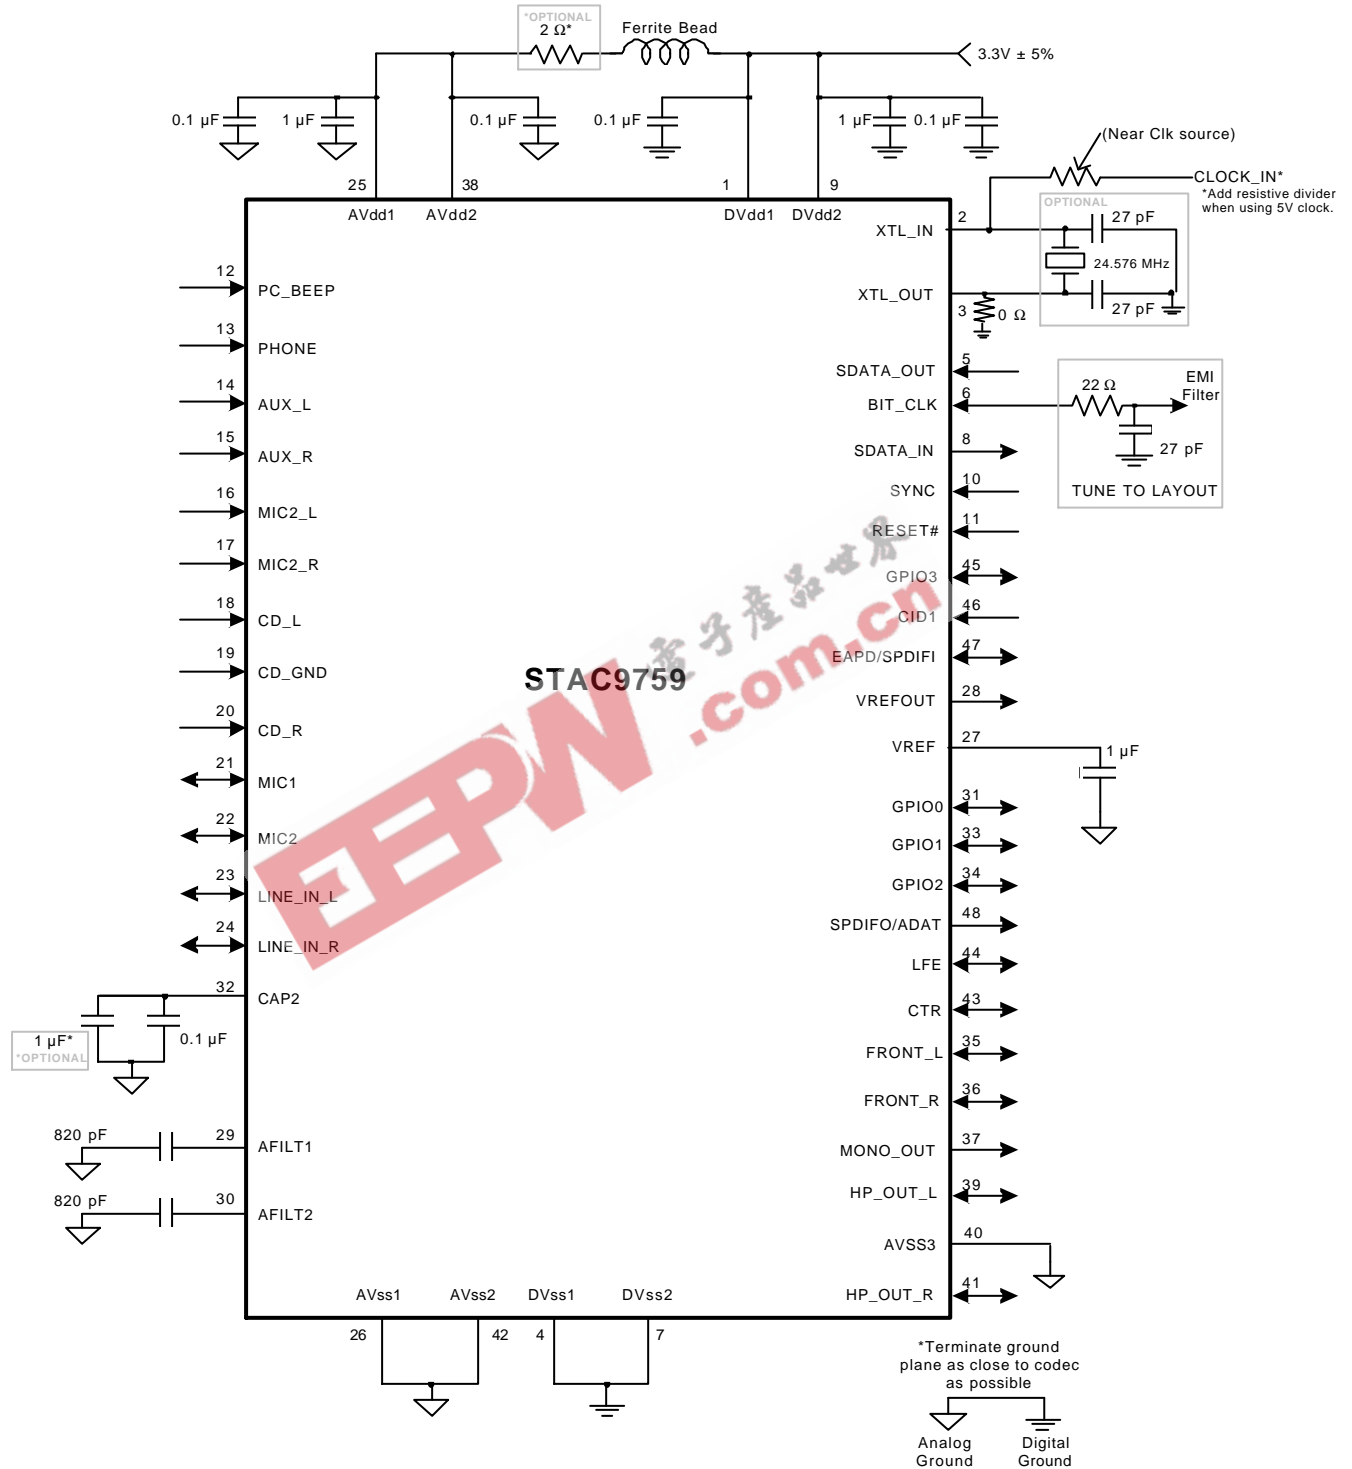 *OPTIONAL
2 Ω*
Ferrite Bead
3.3V ± 5%
0.1 µF
1 µF
0.1 µF
0.1 µF
1 µF
0.1 µF
(Near Clk source)
CLOCK_IN*
*Add resistive divider
when using 5V clock.
25
38
1
9
AVdd1
AVdd2
DVdd1
DVdd2
2
XTL_IN
OPTIONAL
27 pF
24.576 MHz
27 pF
XTL_OUT
3
0 Ω
12
PC_BEEP
13
PHONE
14
AUX_L
15
AUX_R
16
MIC2_L
17
MIC2_R
18
CD_L
19
CD_GND
20
CD_R
21
MIC1
22
MIC2
23
LINE_IN_L
24
LINE_IN_R
32
CAP2
1 µF*
*OPTIONAL
0.1 µF
820 pF
29
AFILT1
820 pF
30
AFILT2
STAC9759
EEPW
電子產品世界
.com.cn
SDATA_OUT
5
BIT_CLK
6
22 Ω
EMI
Filter
27 pF
TUNE TO LAYOUT
SDATA_IN
8
SYNC
10
RESET#
11
GPIO3
45
CID1
46
EAPD/SPDIFI
47
VREFOUT
28
VREF
27
1 µF
GPIO0
31
GPIO1
33
GPIO2
34
SPDIFO/ADAT
48
LFE
44
CTR
43
FRONT_L
35
FRONT_R
36
MONO_OUT
37
HP_OUT_L
39
AVSS3
40
HP_OUT_R
41
AVss1
AVss2
DVss1
DVss2
26
42
4
7
*Terminate ground
plane as close to codec
as possible
Analog
Ground
Digital
Ground